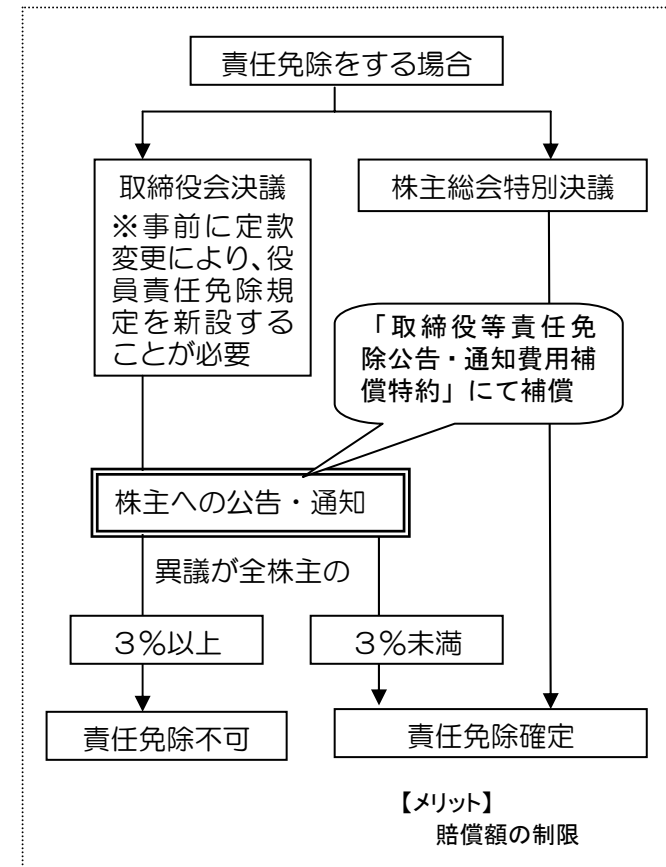 責任免除をする場合
取締役会決議
※事前に定款
変更により、役
員責任免除規
定を新設する
ことが必要
株主総会特別決議
「取締役等責任免
除公告・通知費用補
償特約」にて補償
株主への公告・通知
異議が全株主の
3%以上
3%未満
責任免除不可
責任免除確定
【メリット】
賠償額の制限